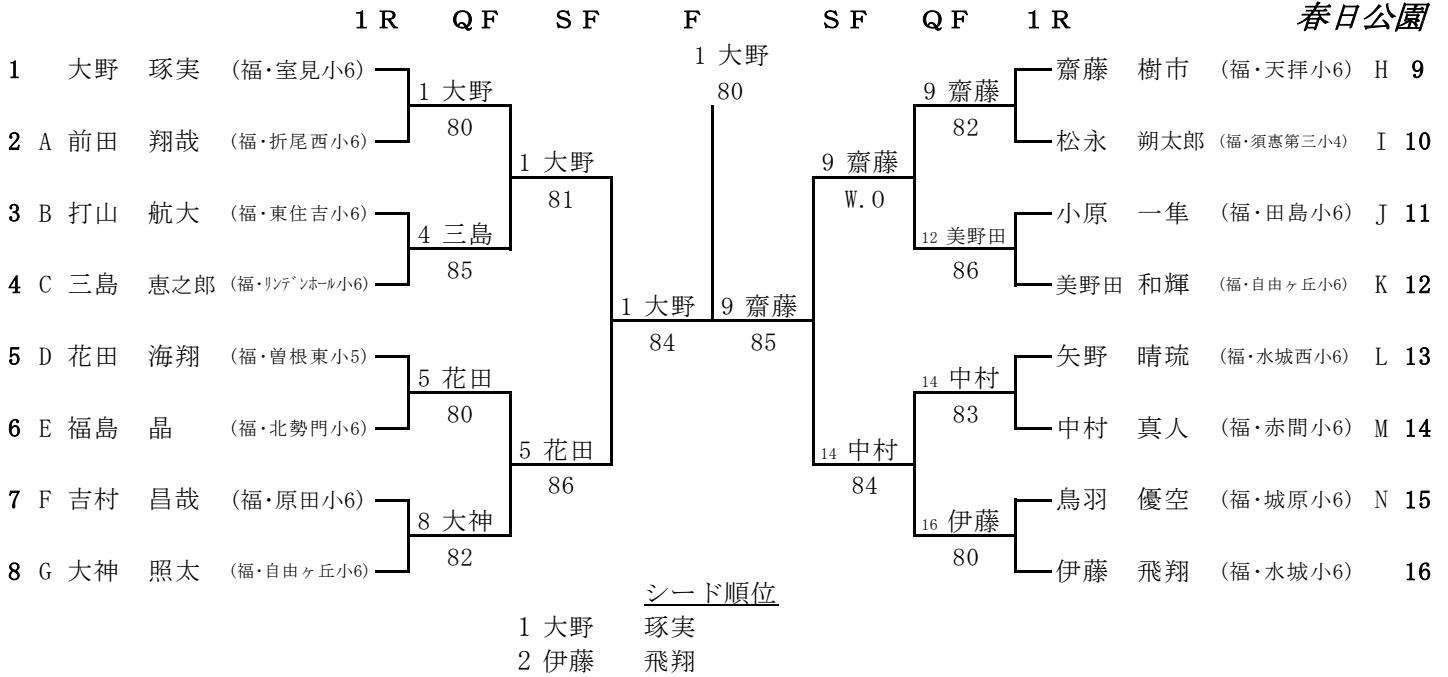 1R QF SF F SF QF 1R 春日公園
1 大野
1 大野 琢実 (福・室見小6) 齋藤 樹市 (福・天拝小6) H 9
1 大野 80 9 齋藤
80 82
2 A 前田 翔哉 (福・折尾西小6) 松永 朔太郎 (福・須惠第三小4) I 10
1 大野 9 齋藤
81 W.O
3 B 打山 航大 (福・東住吉小6) 小原 一隼 (福・田島小6) J 11
4 三島 12 美野田
85 86
4 C 三島 恵之郎 (福・リンデンホール小6) 美野田 和輝 (福・自由ヶ丘小6) K 12
1 大野 9 齋藤
84 85
5 D 花田 海翔 (福・曽根東小5) 矢野 晴琉 (福・水城西小6) L 13
5 花田 14 中村
80 83
6 E 福島 晶 (福・北勢門小6) 中村 真人 (福・赤間小6) M 14
5 花田 14 中村
86 84
7 F 吉村 昌哉 (福・原田小6) 鳥羽 優空 (福・城原小6) N 15
8 大神 16 伊藤
82 80
8 G 大神 照太 (福・自由ヶ丘小6) 伊藤 飛翔 (福・水城小6) 16
シード順位
1 大野 琢実
2 伊藤 飛翔